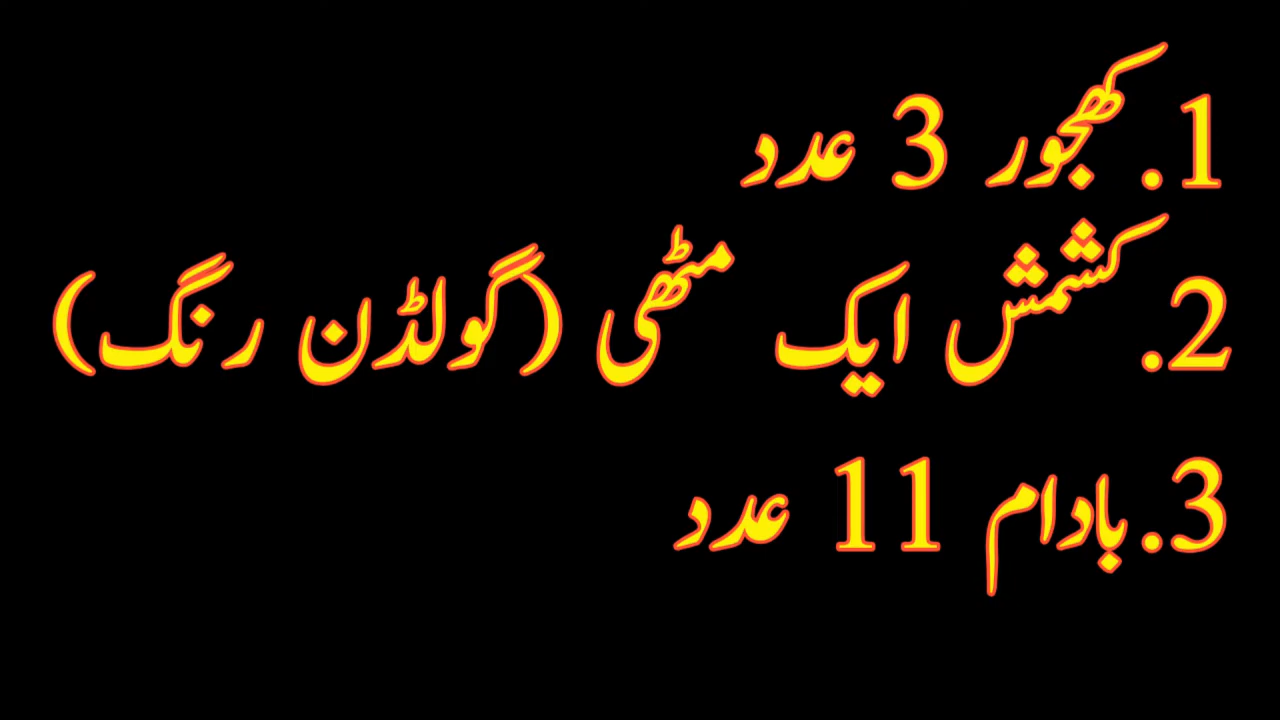 1. کھجور 3 عدد
2. کشمش ایک مٹھی (گولڈن رنگ)
3. بادام 11 عدد